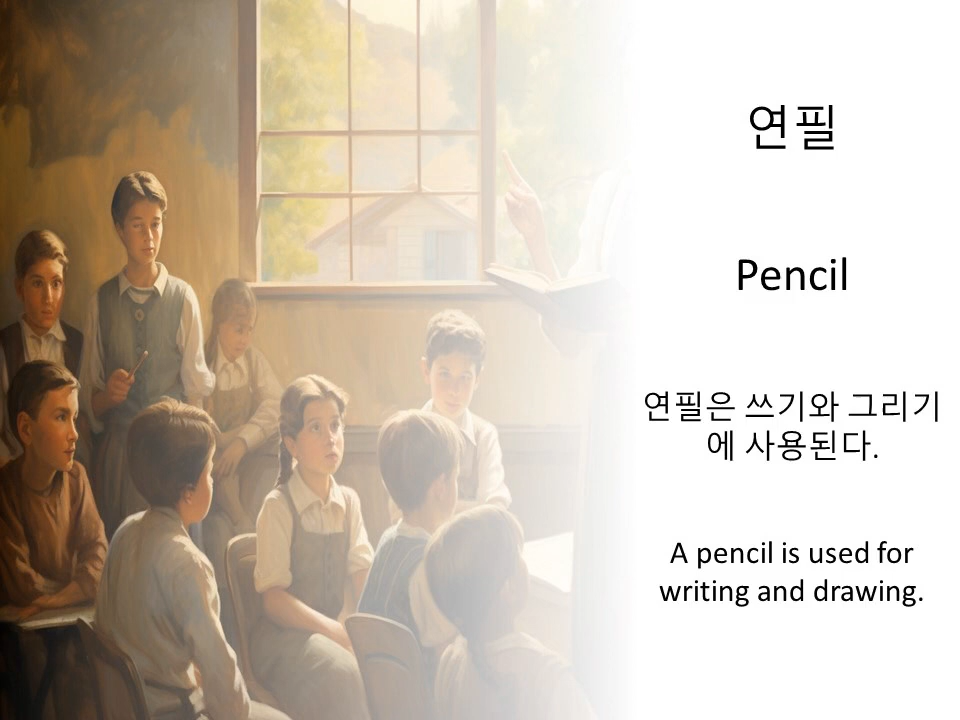 연필
Pencil
연필은 쓰기와 그리기
에 사용된다.
A pencil is used for
writing and drawing.